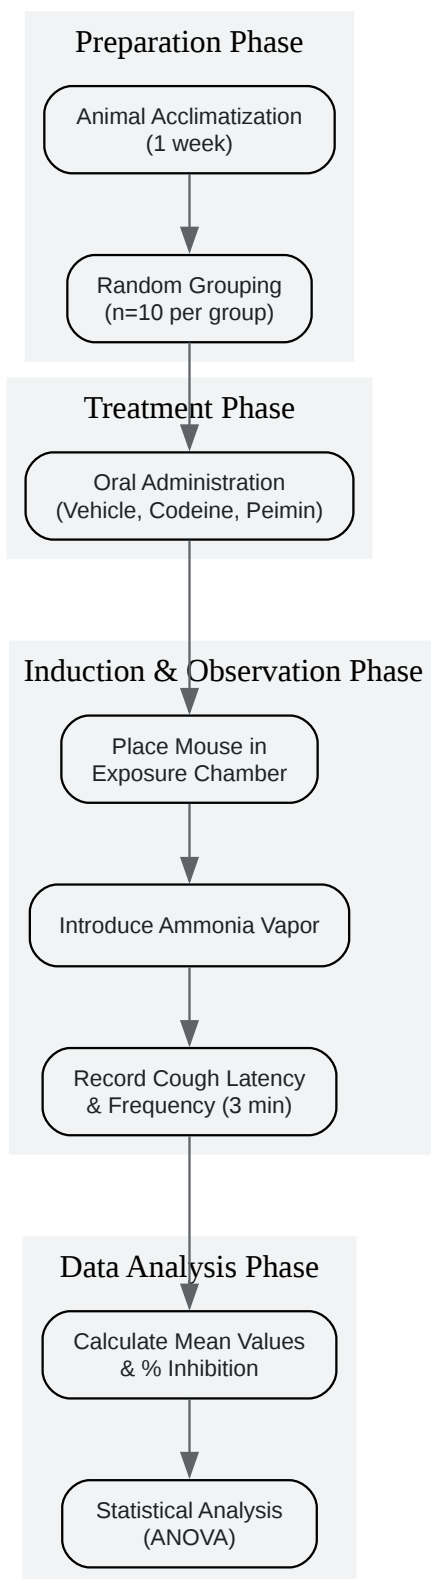 Preparation Phase
Animal Acclimatization
(1 week)
Random Grouping
(n=10 per group)
Treatment Phase
Oral Administration
(Vehicle, Codeine, Peimin)
Induction & Observation Phase
Place Mouse in
Exposure Chamber
Introduce Ammonia Vapor
Record Cough Latency
& Frequency (3 min)
Data Analysis Phase
Calculate Mean Values
& % Inhibition
Statistical Analysis
(ANOVA)